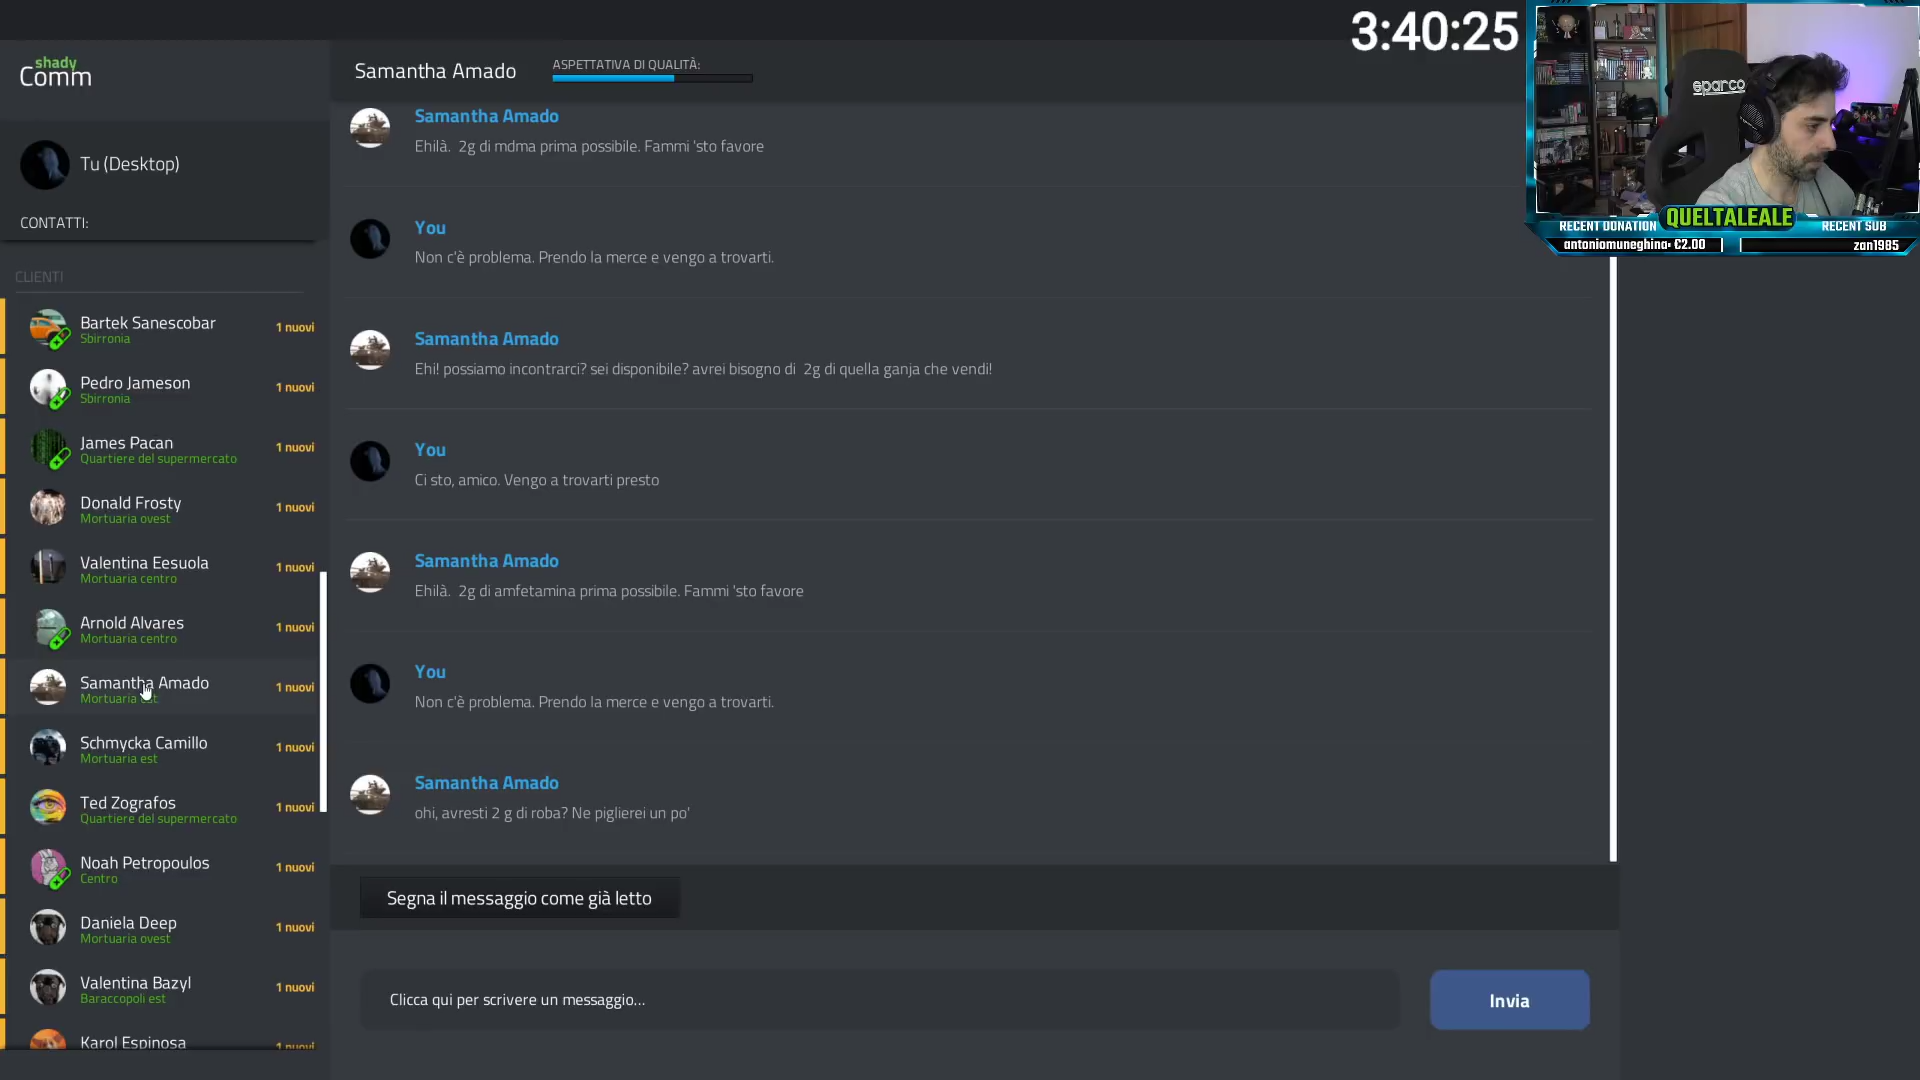 3:40:25
shady
Comm
Samantha Amado
ASPETTATIVA DI QUALITÀ:
Tu (Desktop)
CONTATTI:
CLIENTI
Bartek Sanescobar
Sbirronia
1 nuovi
Pedro Jameson
Sbirronia
1 nuovi
James Pacan
Quartiere del supermercato
1 nuovi
Donald Frosty
Mortuaria ovest
1 nuovi
Valentina Eesuola
Mortuaria centro
1 nuovi
Arnold Alvares
Mortuaria centro
1 nuovi
Samantha Amado
Mortuaria est
1 nuovi
Schmycka Camillo
Mortuaria est
1 nuovi
Ted Zografos
Quartiere del supermercato
1 nuovi
Noah Petropoulos
Centro
1 nuovi
Daniela Deep
Mortuaria ovest
1 nuovi
Valentina Bazyl
Baraccopoli est
1 nuovi
Karol Espinosa
1 nuovi
Samantha Amado
Ehilà. 2g di mdma prima possibile. Fammi 'sto favore
You
Non c'è problema. Prendo la merce e vengo a trovarti.
Samantha Amado
Ehi! possiamo incontrarci? sei disponibile? avrei bisogno di 2g di quella ganja che vendi!
You
Ci sto, amico. Vengo a trovarti presto
Samantha Amado
Ehilà. 2g di amfetamina prima possibile. Fammi 'sto favore
You
Non c'è problema. Prendo la merce e vengo a trovarti.
Samantha Amado
ohi, avresti 2 g di roba? Ne piglierei un po'
Segna il messaggio come già letto
Clicca qui per scrivere un messaggio...
Invia
sparco
QUELTALEALE
RECENT DONATION
RECENT SUB
antoniomuneghina• €2.00
zan1985